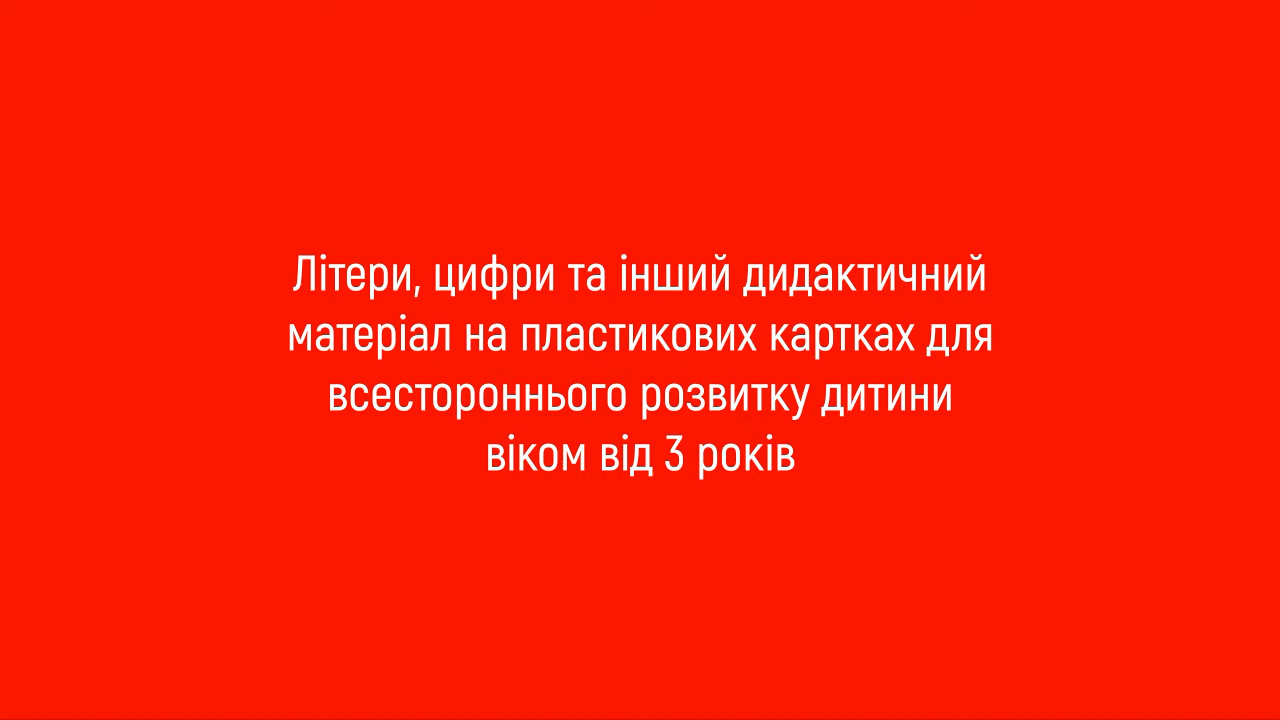 Літери, цифри та інший дидактичний
матеріал на пластикових картках для
всестороннього розвитку дитини
віком від 3 років